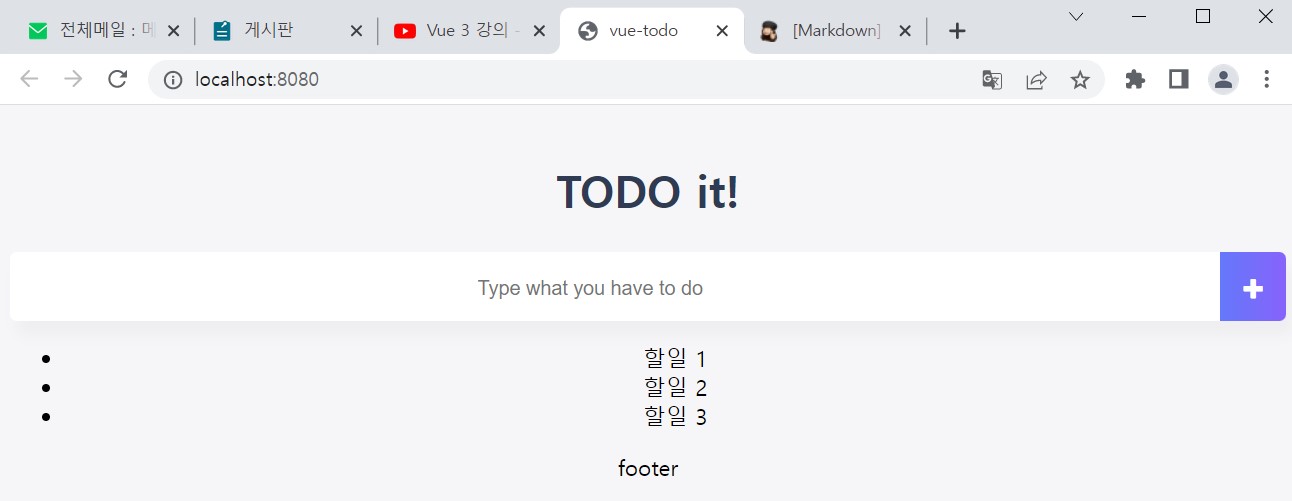 전체메일 : 메
게시판
Vue 3 강의 -
vue-todo
[Markdown]
localhost:8080
TODO it!
Type what you have to do
할일 1
할일 2
할일 3
footer